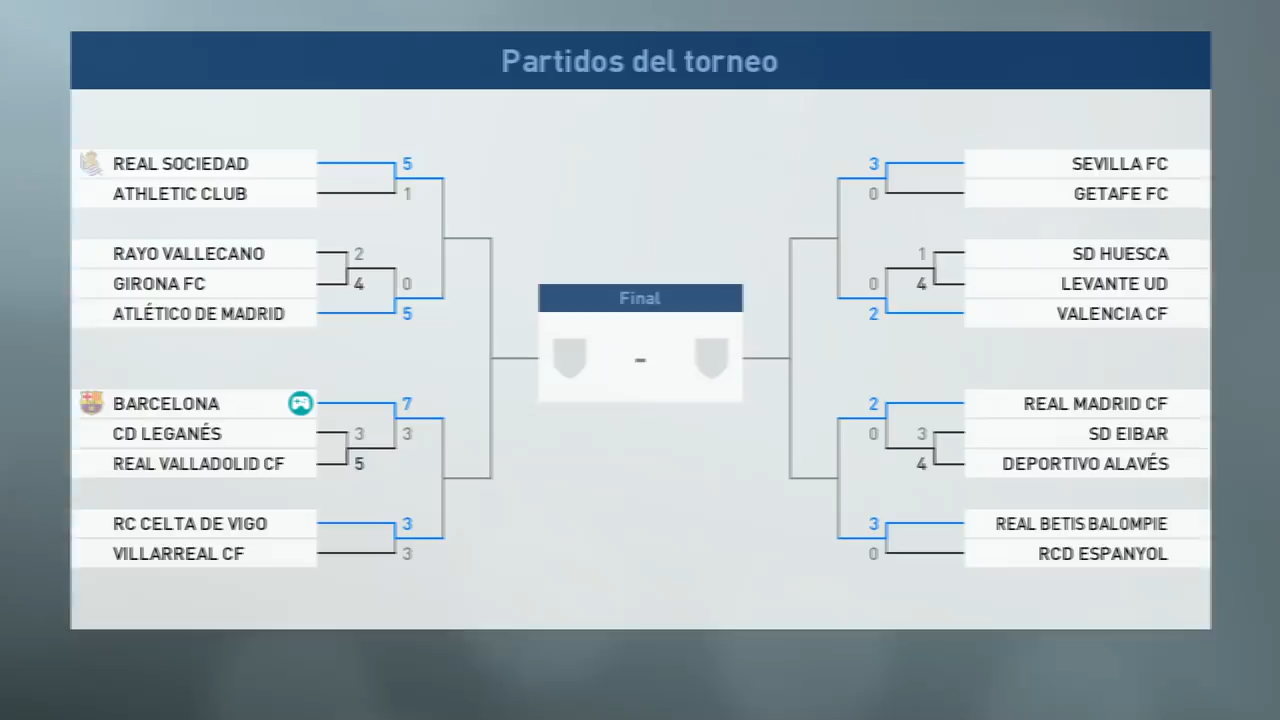 Partidos del torneo
REAL SOCIEDAD 5
ATHLETIC CLUB 1
RAYO VALLECANO 2
GIRONA FC 4 0
ATLÉTICO DE MADRID 5
BARCELONA 7
CD LEGANÉS 3 3
REAL VALLADOLID CF 5
RC CELTA DE VIGO 3
VILLARREAL CF 3
Final
-
3 SEVILLA FC
0 GETAFE FC
1 SD HUESCA
0 4 LEVANTE UD
2 VALENCIA CF
2 REAL MADRID CF
0 3 SD EIBAR
4 DEPORTIVO ALAVÉS
3 REAL BETIS BALOMPIE
0 RCD ESPANYOL